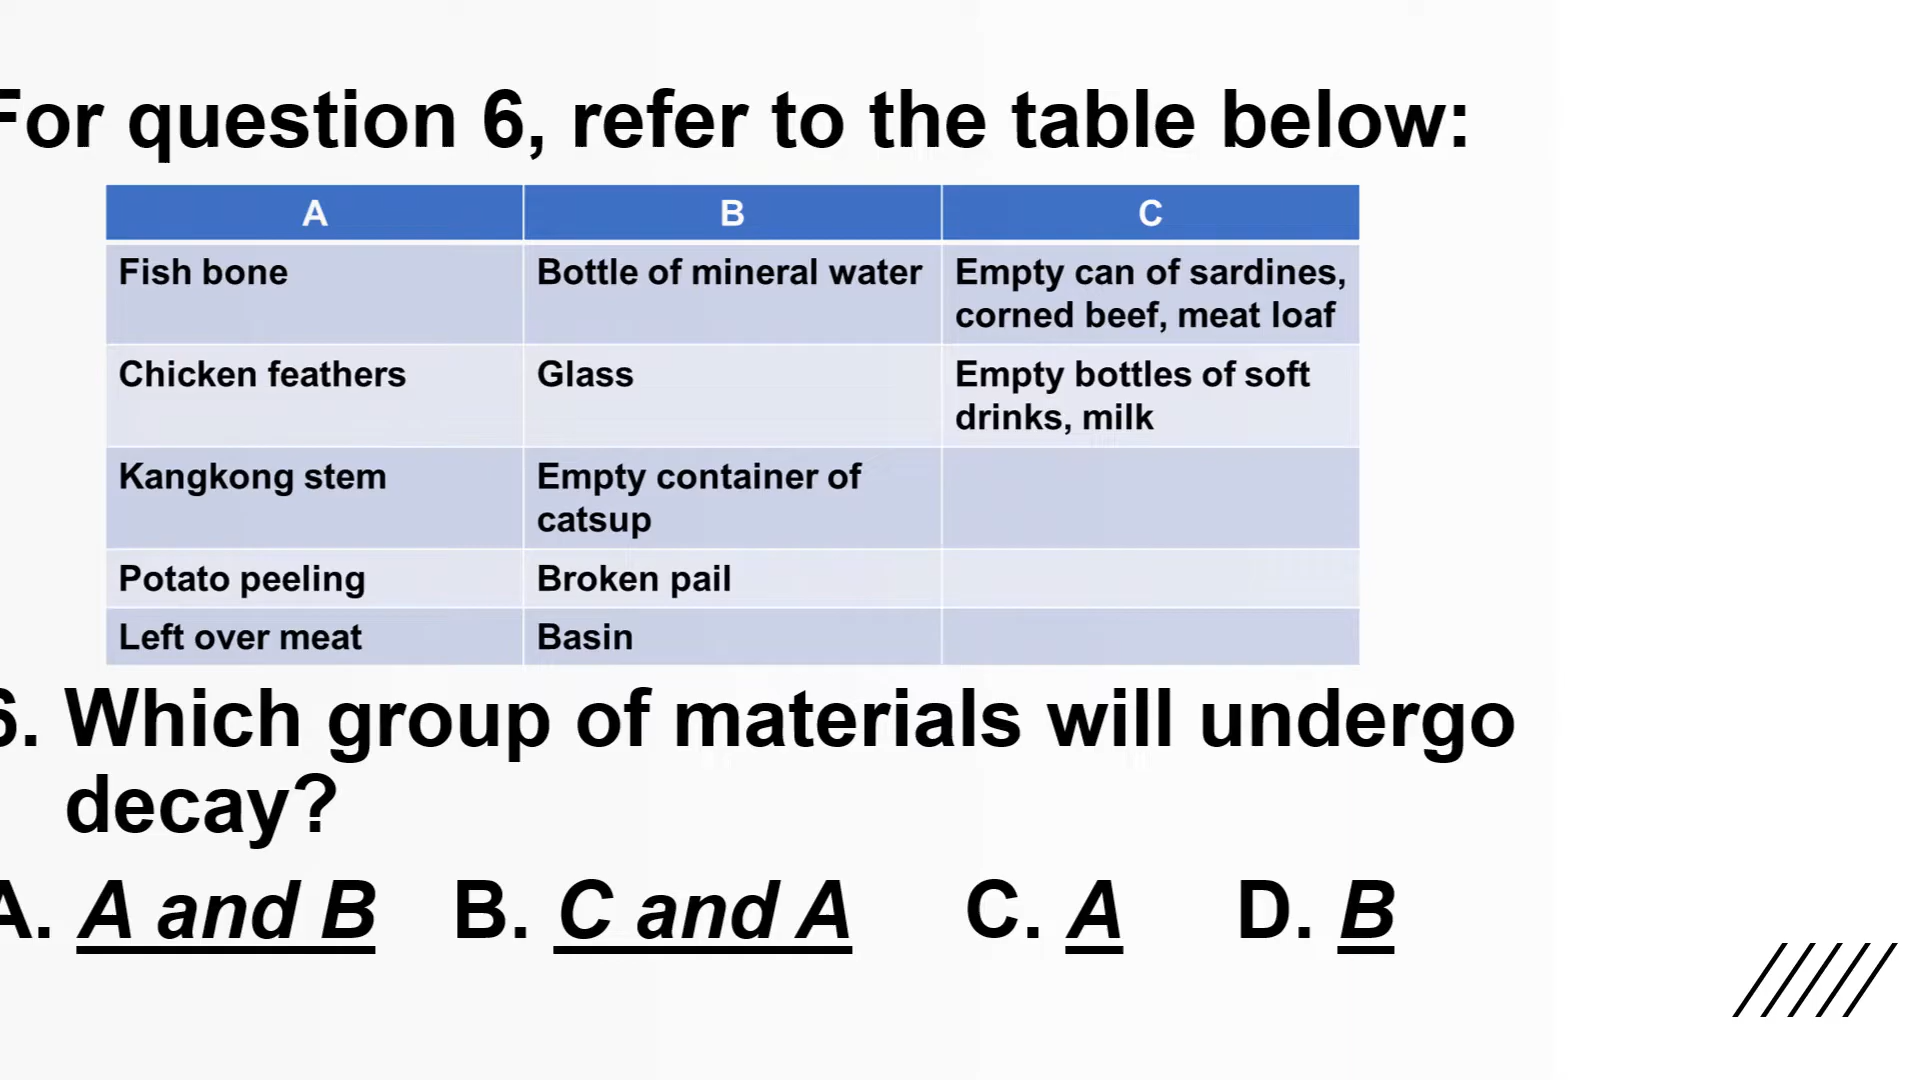 For question 6, refer to the table below:
A B C
Fish bone Bottle of mineral water Empty can of sardines,
corned beef, meat loaf
Chicken feathers Glass Empty bottles of soft
drinks, milk
Kangkong stem Empty container of
catsup
Potato peeling Broken pail
Left over meat Basin
6. Which group of materials will undergo
decay?
A. A and B B. C and A C. A D. B